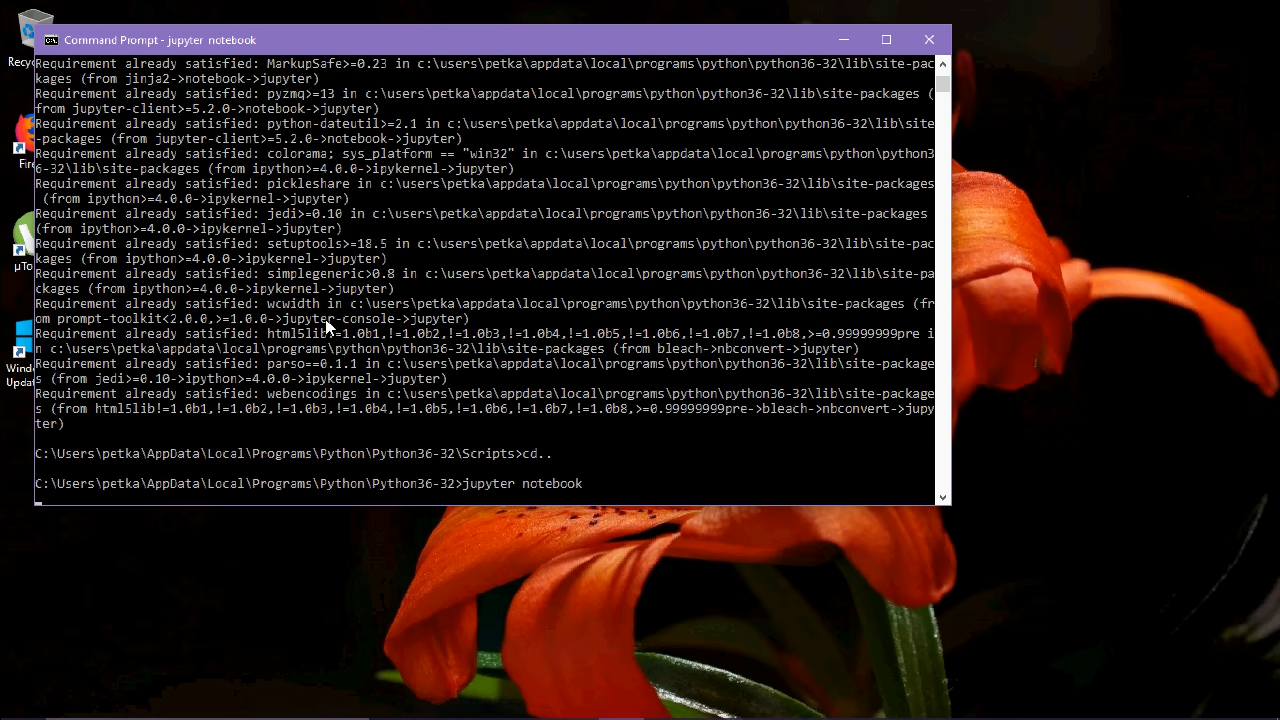 Command Prompt - jupyter notebook
Requirement already satisfied: MarkupSafe>=0.23 in c:\users\petka\appdata\local\programs\python\python36-32\lib\site-pac
kages (from jinja2->notebook->jupyter)
Requirement already satisfied: pyzmq>=13 in c:\users\petka\appdata\local\programs\python\python36-32\lib\site-packages (
from jupyter-client>=5.2.0->notebook->jupyter)
Requirement already satisfied: python-dateutil>=2.1 in c:\users\petka\appdata\local\programs\python\python36-32\lib\site
-packages (from jupyter-client>=5.2.0->notebook->jupyter)
Requirement already satisfied: colorama; sys_platform == "win32" in c:\users\petka\appdata\local\programs\python\python3
6-32\lib\site-packages (from ipython>=4.0.0->ipykernel->jupyter)
Requirement already satisfied: pickleshare in c:\users\petka\appdata\local\programs\python\python36-32\lib\site-packages
(from ipython>=4.0.0->ipykernel->jupyter)
Requirement already satisfied: jedi>=0.10 in c:\users\petka\appdata\local\programs\python\python36-32\lib\site-packages
(from ipython>=4.0.0->ipykernel->jupyter)
Requirement already satisfied: setuptools>=18.5 in c:\users\petka\appdata\local\programs\python\python36-32\lib\site-pac
kages (from ipython>=4.0.0->ipykernel->jupyter)
Requirement already satisfied: simplegeneric>0.8 in c:\users\petka\appdata\local\programs\python\python36-32\lib\site-pa
ckages (from ipython>=4.0.0->ipykernel->jupyter)
Requirement already satisfied: wcwidth in c:\users\petka\appdata\local\programs\python\python36-32\lib\site-packages (fr
om prompt-toolkit<2.0.0,>=1.0.0->jupyter-console->jupyter)
Requirement already satisfied: html5lib!=1.0b1,!=1.0b2,!=1.0b3,!=1.0b4,!=1.0b5,!=1.0b6,!=1.0b7,!=1.0b8,>=0.99999999pre i
n c:\users\petka\appdata\local\programs\python\python36-32\lib\site-packages (from bleach->nbconvert->jupyter)
Requirement already satisfied: parso==0.1.1 in c:\users\petka\appdata\local\programs\python\python36-32\lib\site-package
s (from jedi>=0.10->ipython>=4.0.0->ipykernel->jupyter)
Requirement already satisfied: webencodings in c:\users\petka\appdata\local\programs\python\python36-32\lib\site-package
s (from html5lib!=1.0b1,!=1.0b2,!=1.0b3,!=1.0b4,!=1.0b5,!=1.0b6,!=1.0b7,!=1.0b8,>=0.99999999pre->bleach->nbconvert->jupy
ter)
C:\Users\petka\AppData\Local\Programs\Python\Python36-32\Scripts>cd..
C:\Users\petka\AppData\Local\Programs\Python\Python36-32>jupyter notebook
Recyc
Fire
µTo
Wind
Upda